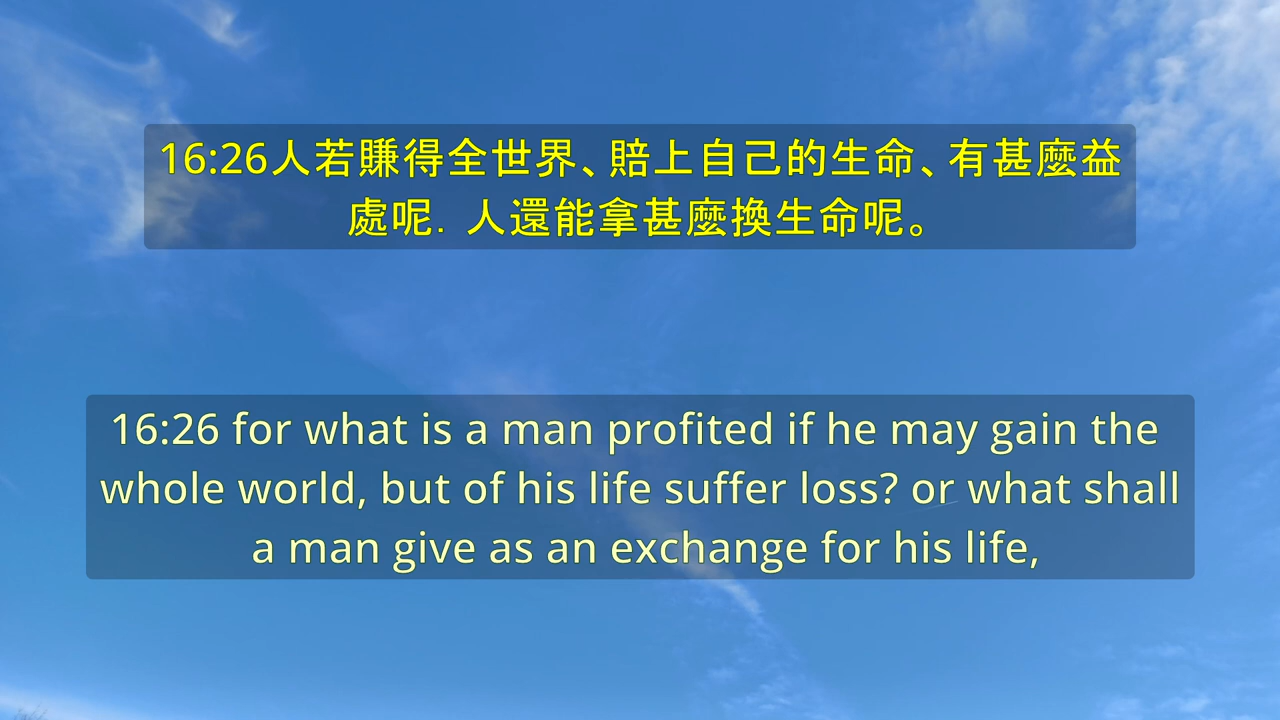 16:26人若賺得全世界、賠上自己的生命、有甚麼益
處呢．人還能拿甚麼換生命呢。
16:26 for what is a man profited if he may gain the
whole world, but of his life suffer loss? or what shall
a man give as an exchange for his life,